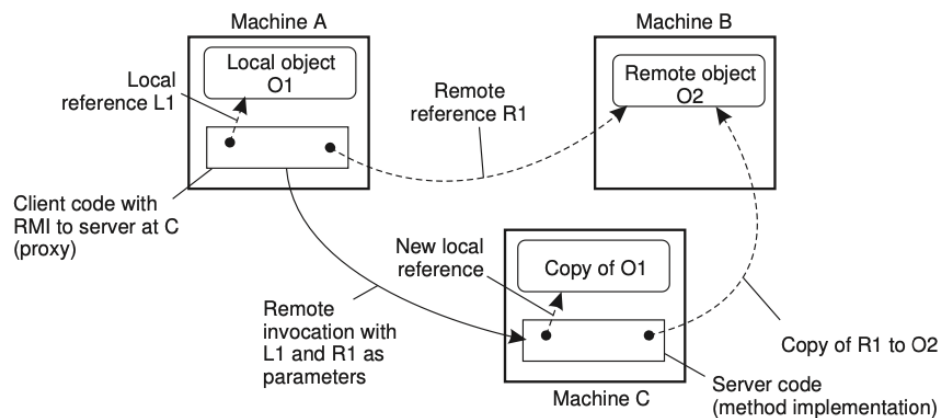 Machine A
Machine B
Local object
O1
Remote object
O2
Local
reference L1
Remote
reference R1
Client code with
RMI to server at C
(proxy)
New local
reference
Copy of O1
Remote
invocation with
L1 and R1 as
parameters
Copy of R1 to O2
Machine C
Server code
(method implementation)